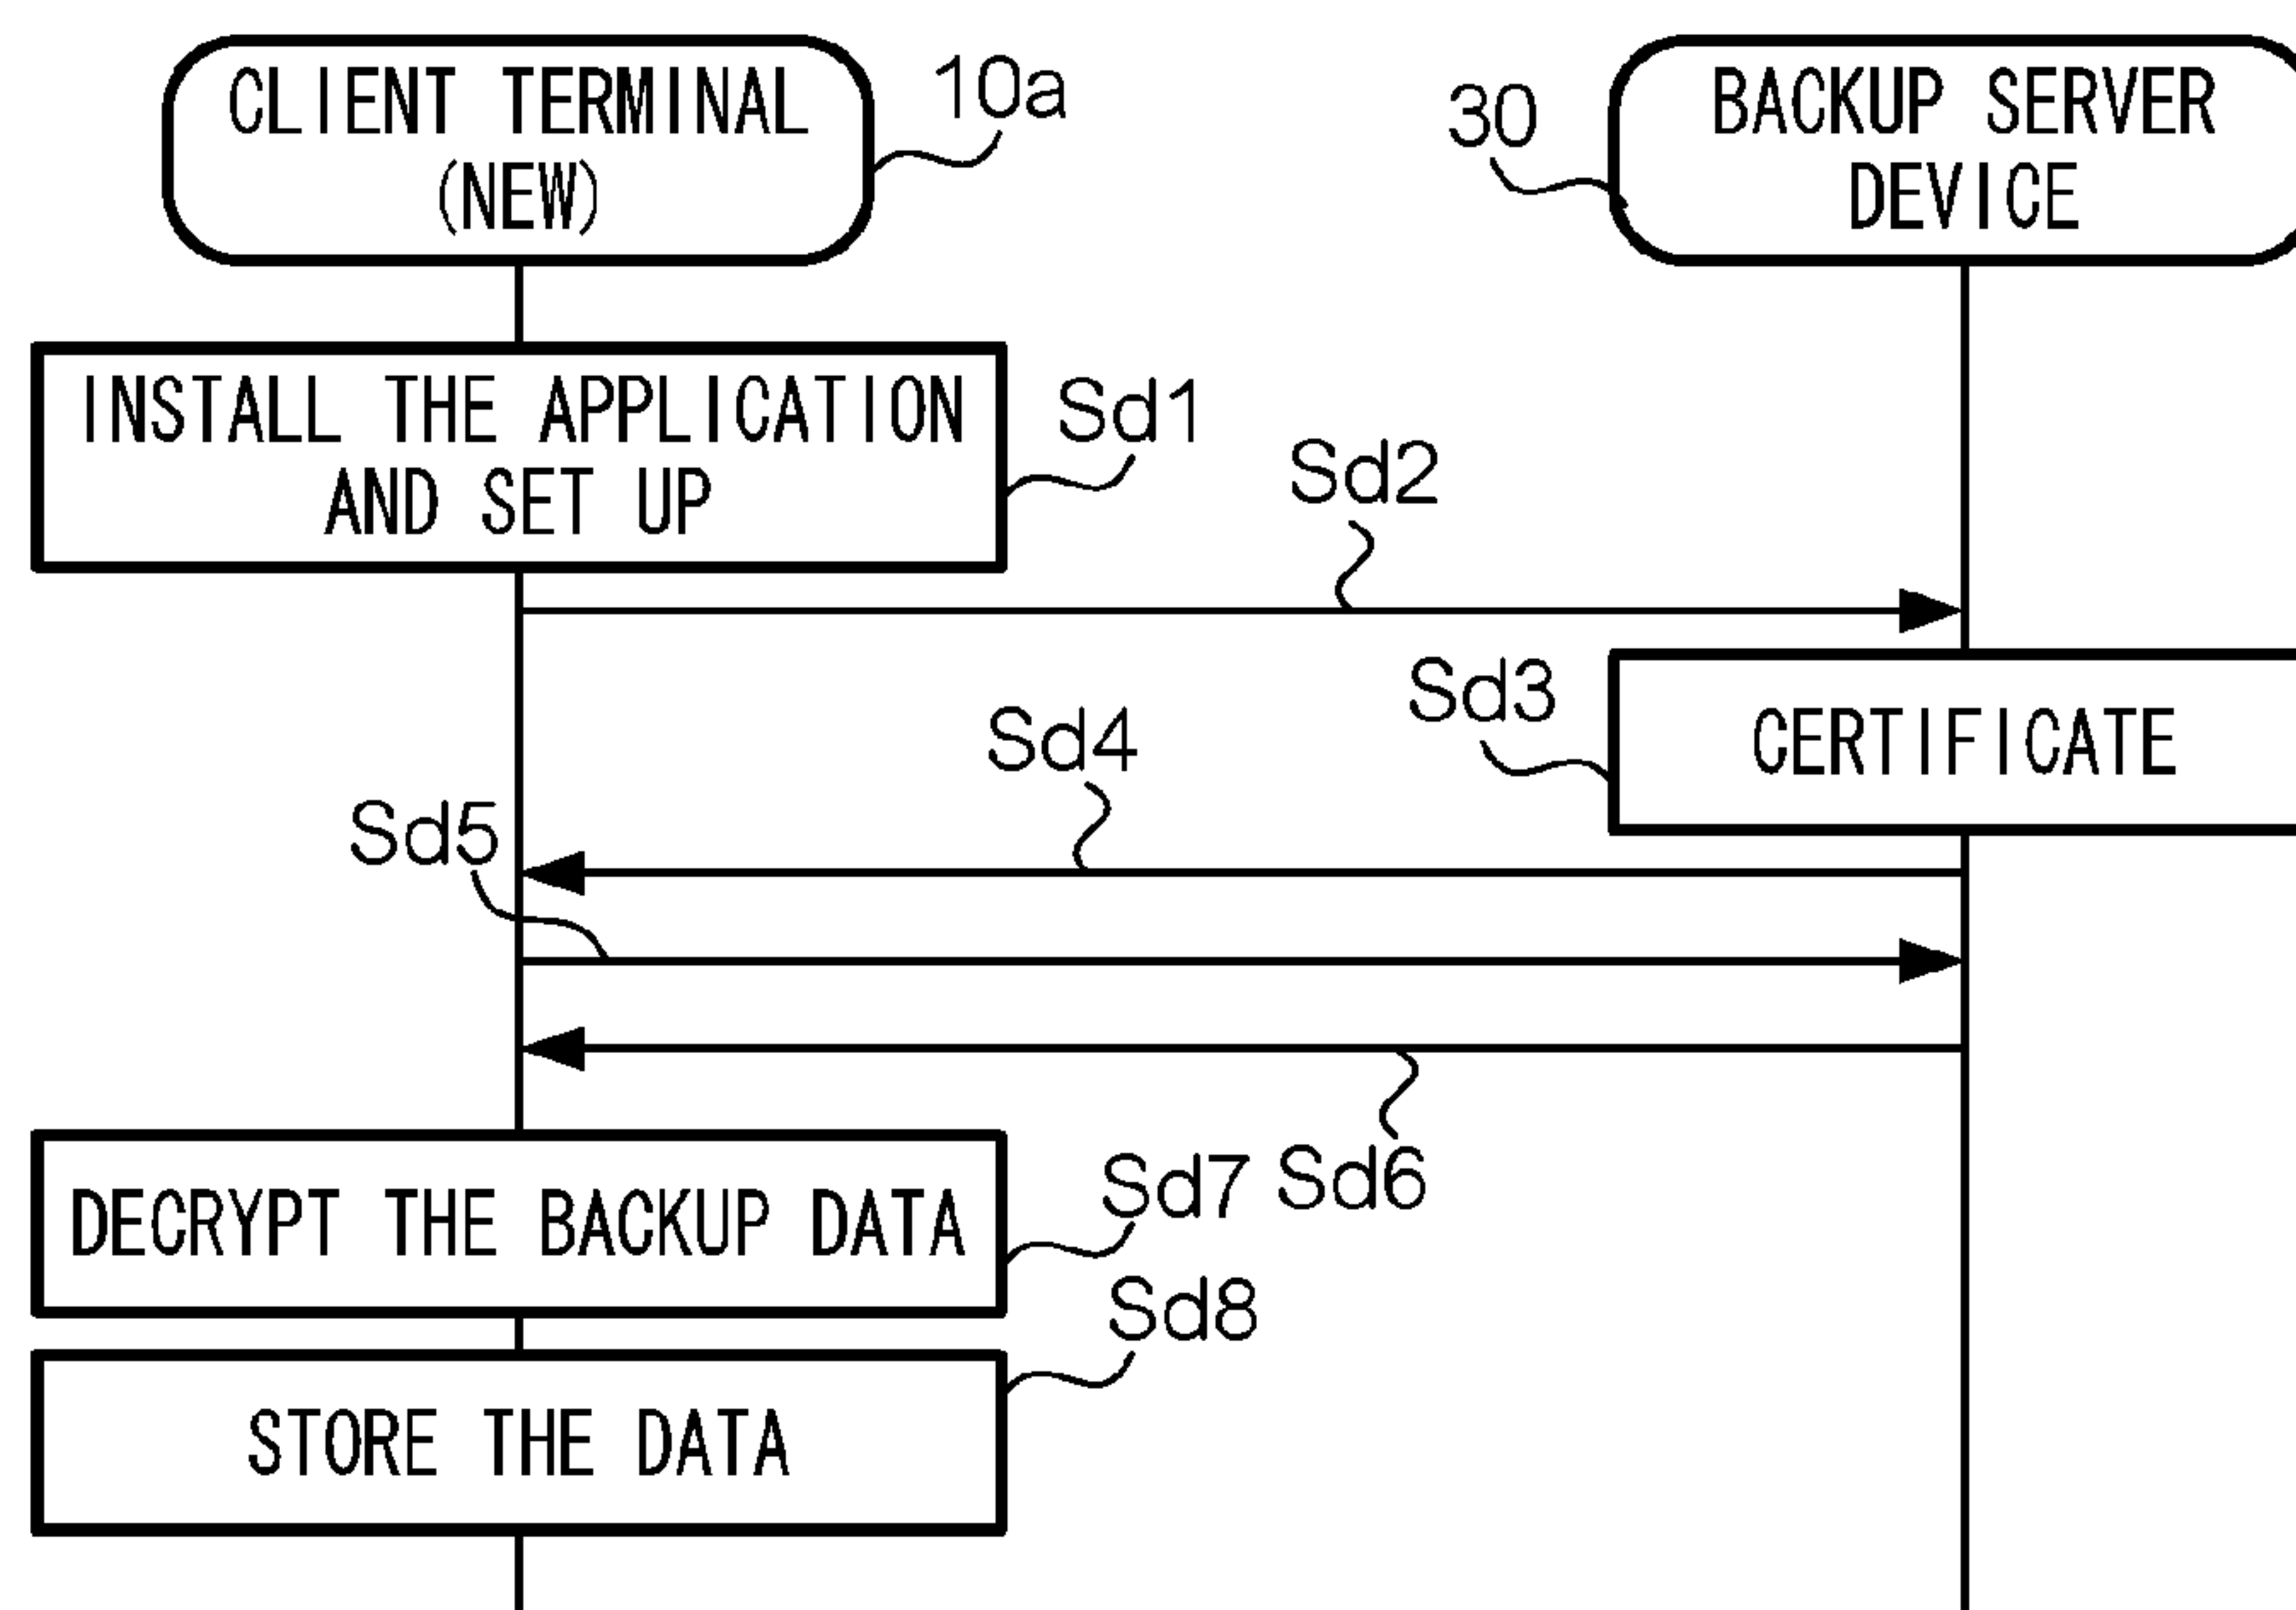 CLIENT TERMINAL
(NEW)
10a
30
BACKUP SERVER
DEVICE
INSTALL THE APPLICATION
AND SET UP
Sd1
Sd2
Sd3
CERTIFICATE
Sd4
Sd5
DECRYPT THE BACKUP DATA
Sd7
Sd6
Sd8
STORE THE DATA